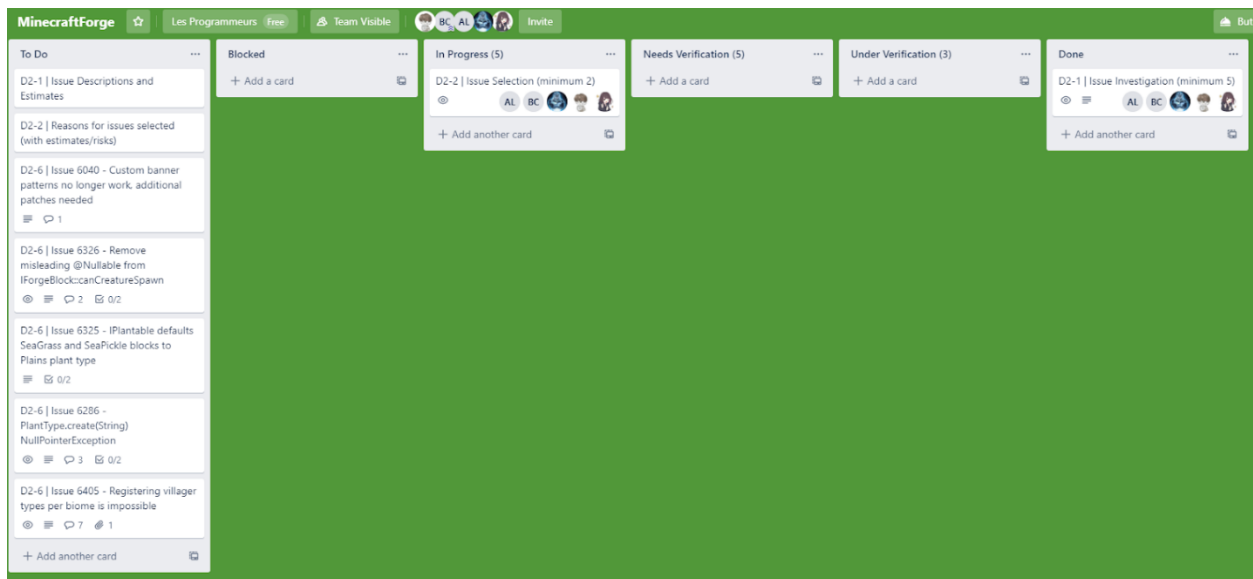 MinecraftForge
Les Programmeurs Free
Team Visible
BC AL
Invite
But
To Do
D2-1 | Issue Descriptions and
Estimates
D2-2 | Reasons for issues selected
(with estimates/risks)
D2-6 | Issue 6040 - Custom banner
patterns no longer work, additional
patches needed
1
D2-6 | Issue 6326 - Remove
misleading @Nullable from
IForgeBlock::canCreatureSpawn
2 0/2
D2-6 | Issue 6325 - IPlantable defaults
SeaGrass and SeaPickle blocks to
Plains plant type
0/2
D2-6 | Issue 6286 -
PlantType.create(String)
NullPointerException
3 0/2
D2-6 | Issue 6405 - Registering villager
types per biome is impossible
7 1
+ Add another card
Blocked
+ Add a card
In Progress (5)
D2-2 | Issue Selection (minimum 2)
AL BC
+ Add another card
Needs Verification (5)
+ Add a card
Under Verification (3)
+ Add a card
Done
D2-1 | Issue Investigation (minimum 5)
AL BC
+ Add another card